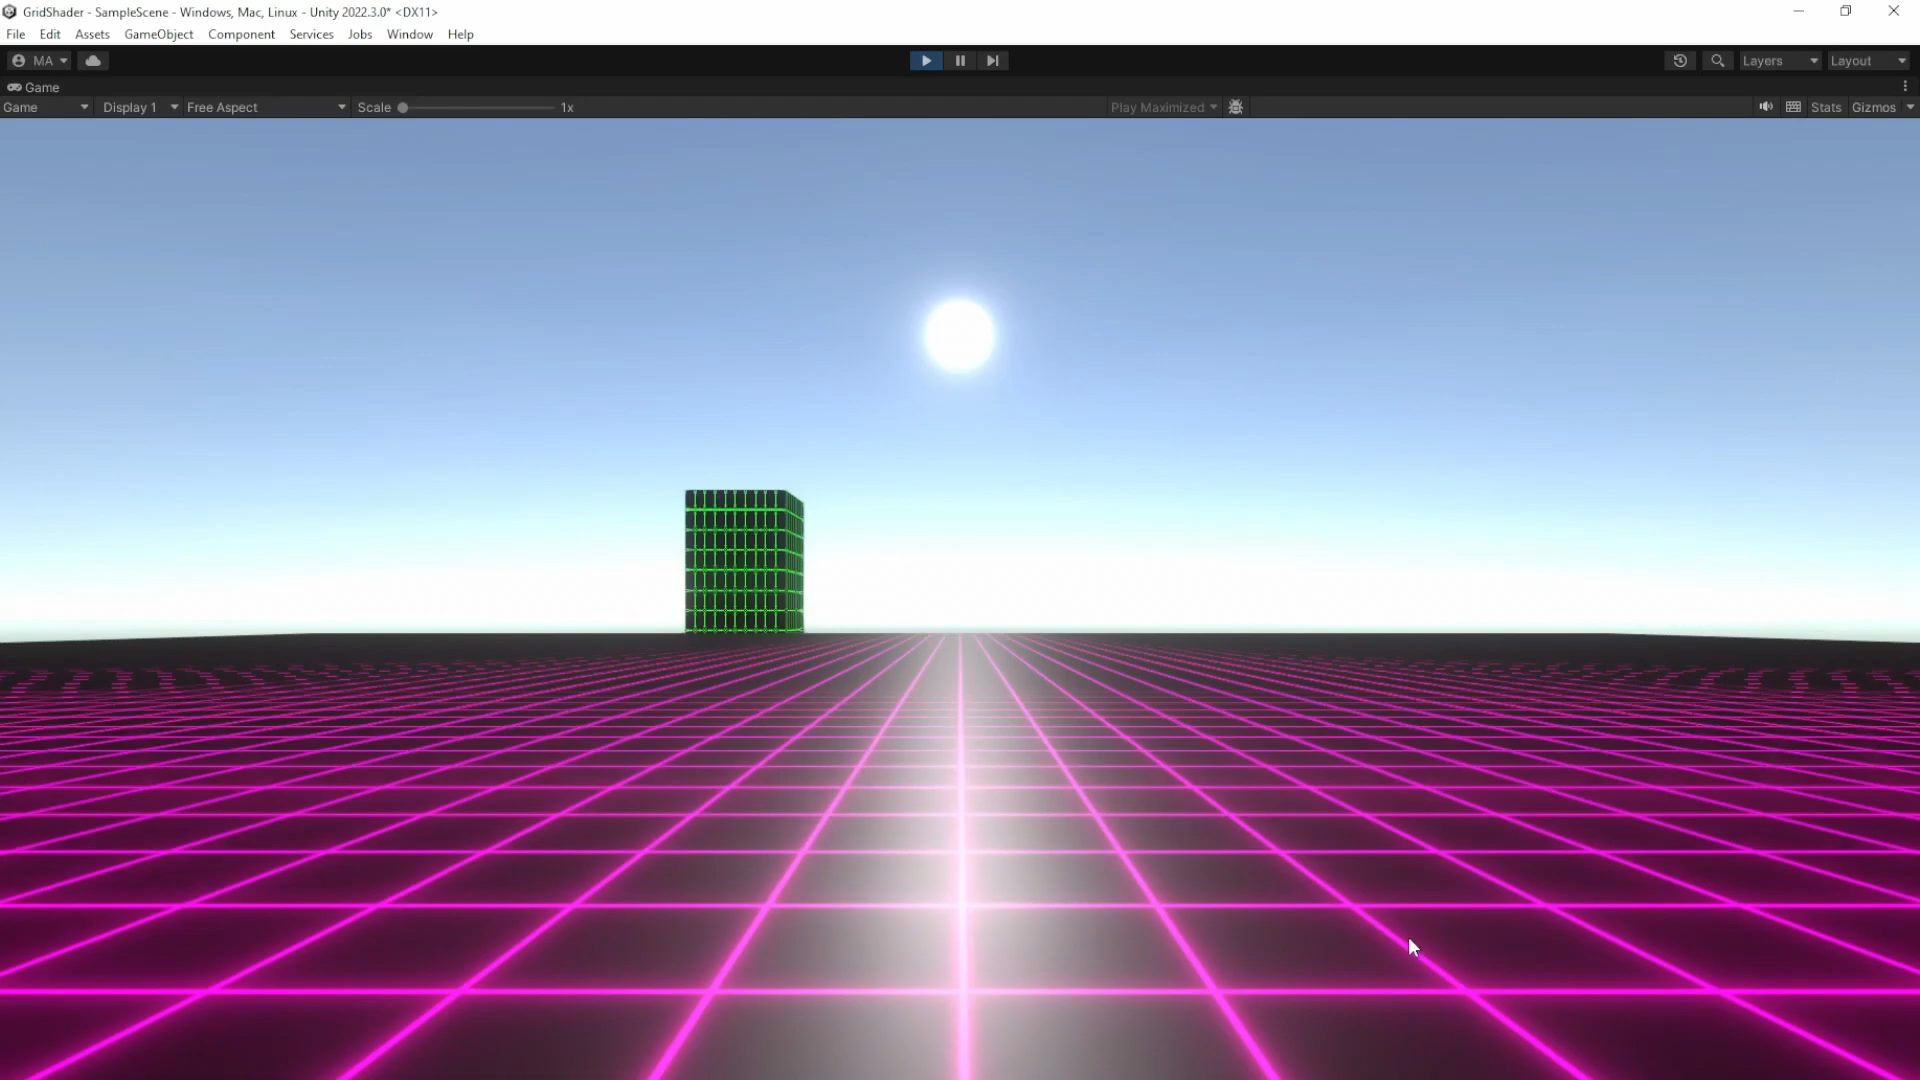 GridShader - SampleScene - Windows, Mac, Linux - Unity 2022.3.0* <DX11>
File Edit Assets GameObject Component Services Jobs Window Help
MA Layers Layout
Game
Game Display 1 Free Aspect Scale 1x Play Maximized Stats Gizmos